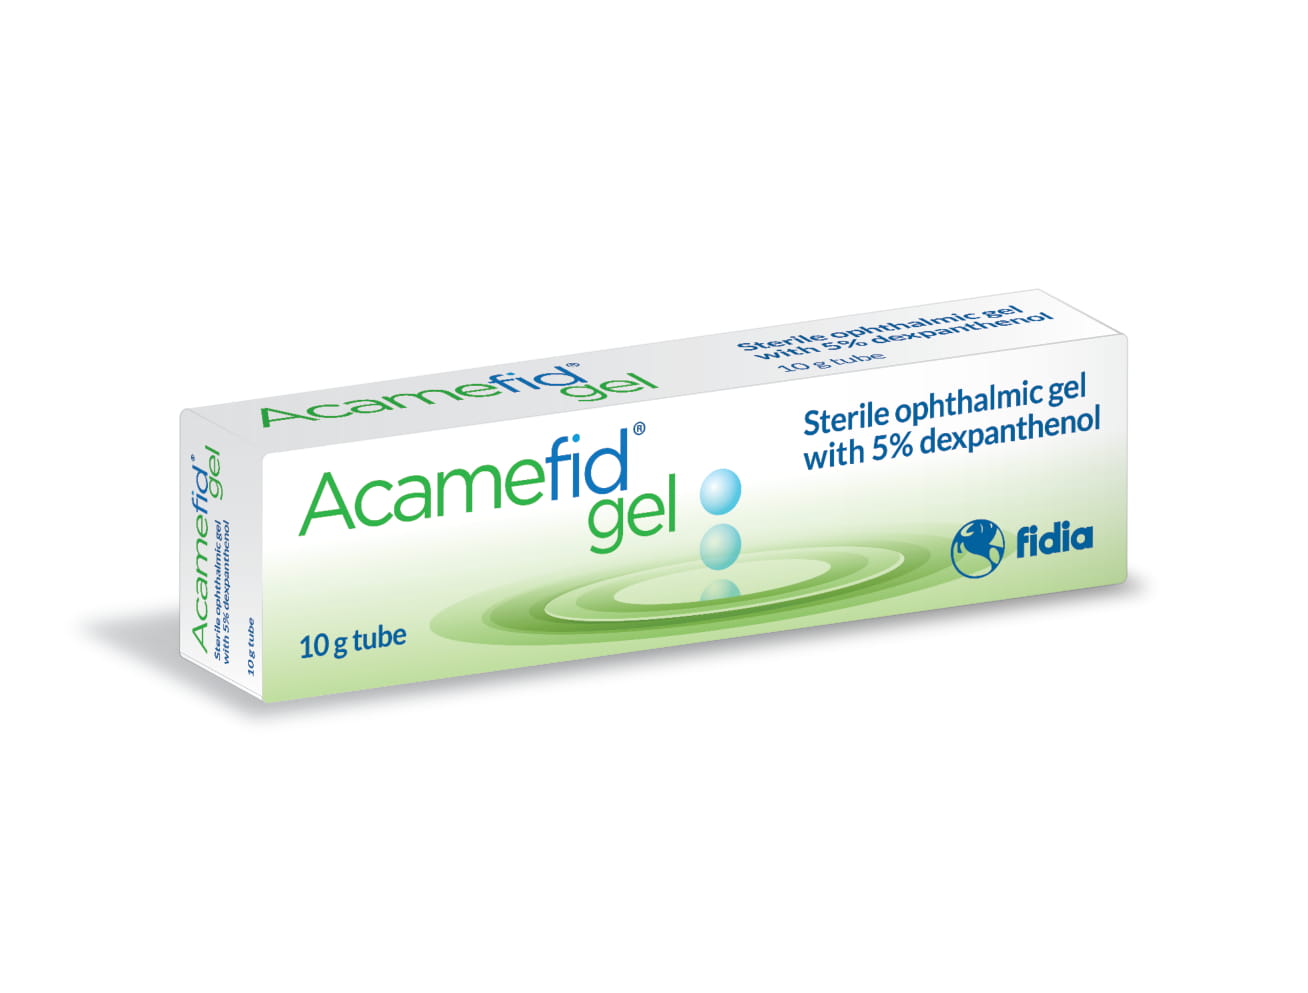 Acamefid®
gel
Sterile ophthalmic gel
with 5% dexpanthenol
10 g tube
Acamefid®
gel
Sterile ophthalmic gel
with 5% dexpanthenol
fidia
10 g tube
Acamefid®
gel
Sterile ophthalmic gel
with 5% dexpanthenol
10 g tube